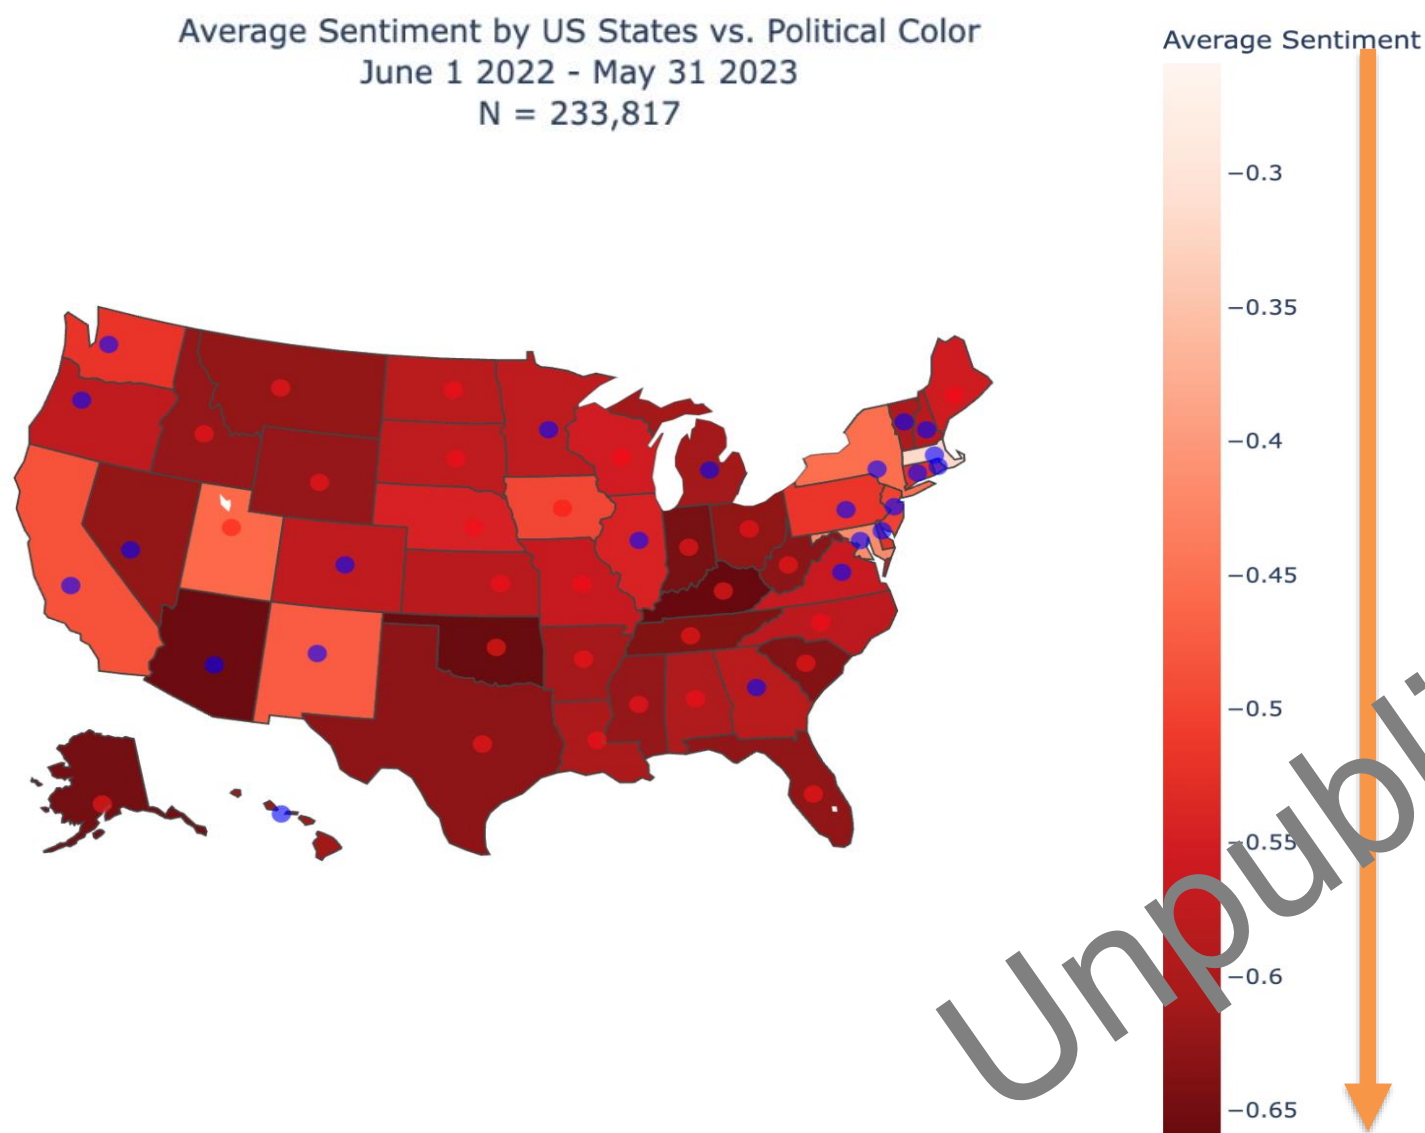 Average Sentiment by US States vs. Political Color
June 1 2022 - May 31 2023
N = 233,817
Average Sentiment
−0.3
−0.35
−0.4
−0.45
−0.5
−0.55
−0.6
−0.65
Unpubli